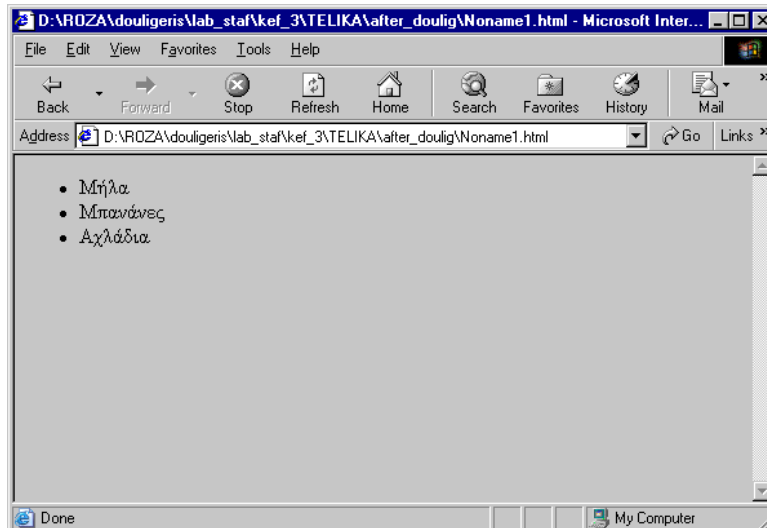 D:\ROZA\douligeris\lab_staf\kef_3\TELIKA\after_doulig\Noname1.html - Microsoft Inter...
File Edit View Favorites Tools Help
Back Forward Stop Refresh Home Search Favorites History Mail »
Address D:\ROZA\douligeris\lab_staf\kef_3\TELIKA\after_doulig\Noname1.html Go Links »
• Μήλα
• Μπανάνες
• Αχλάδια
Done My Computer